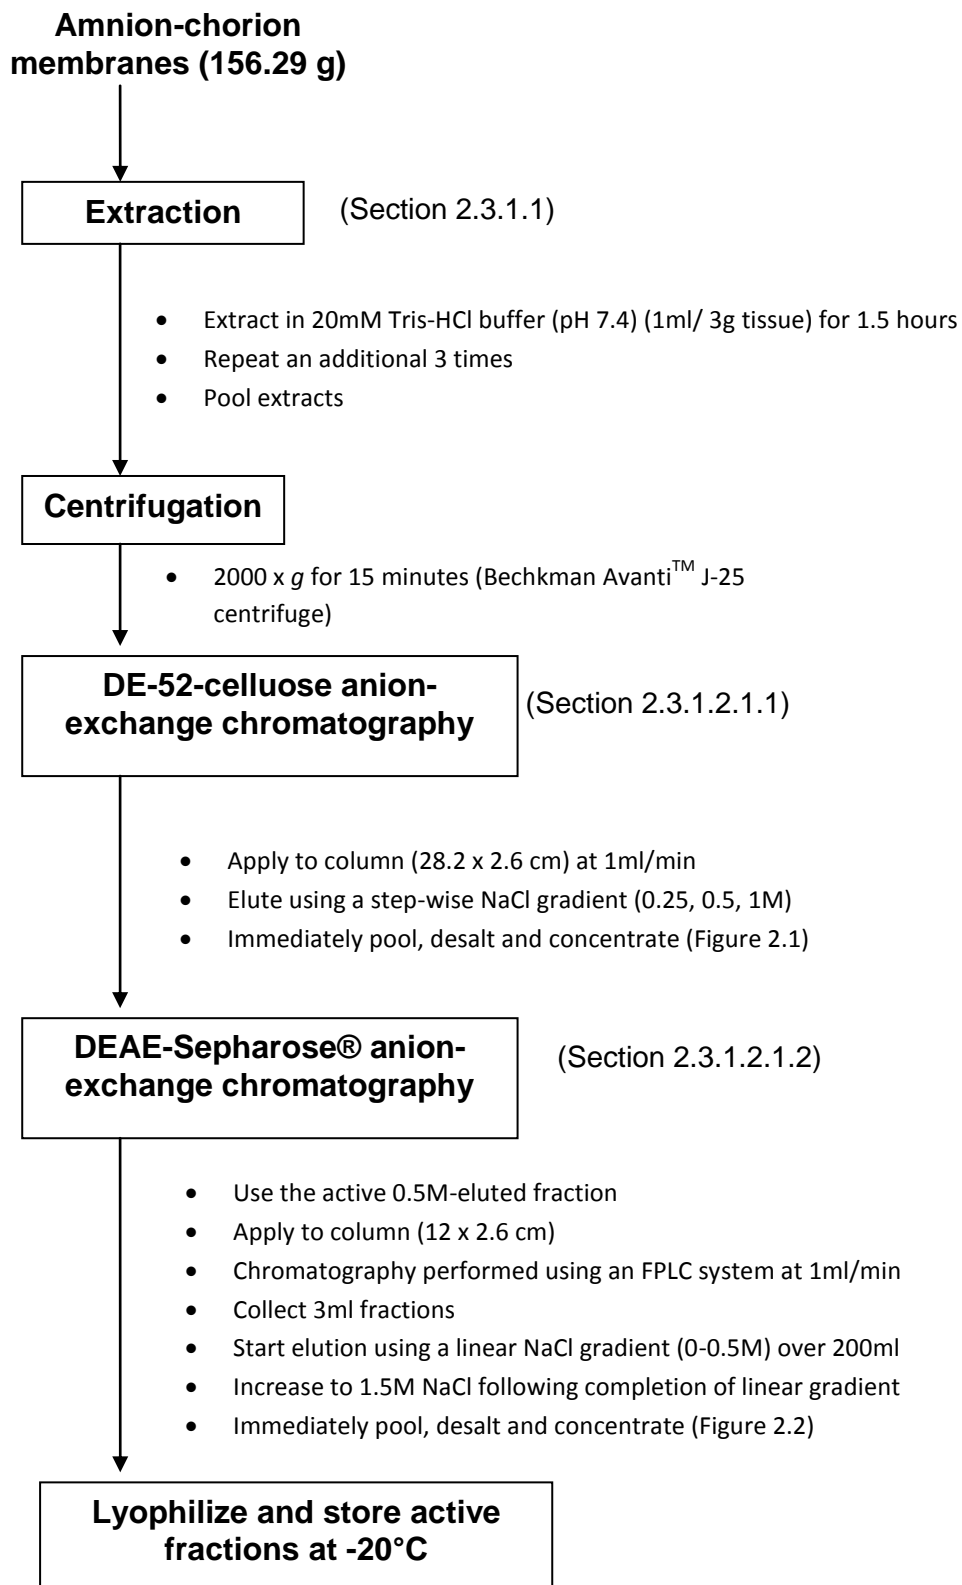 Amnion-chorion
membranes (156.29 g)
Extraction
(Section 2.3.1.1)
• Extract in 20mM Tris-HCl buffer (pH 7.4) (1ml/ 3g tissue) for 1.5 hours
• Repeat an additional 3 times
• Pool extracts
Centrifugation
• 2000 x g for 15 minutes (Bechkman Avanti™ J-25
centrifuge)
DE-52-celluose anion-
exchange chromatography
(Section 2.3.1.2.1.1)
• Apply to column (28.2 x 2.6 cm) at 1ml/min
• Elute using a step-wise NaCl gradient (0.25, 0.5, 1M)
• Immediately pool, desalt and concentrate (Figure 2.1)
DEAE-Sepharose® anion-
exchange chromatography
(Section 2.3.1.2.1.2)
• Use the active 0.5M-eluted fraction
• Apply to column (12 x 2.6 cm)
• Chromatography performed using an FPLC system at 1ml/min
• Collect 3ml fractions
• Start elution using a linear NaCl gradient (0-0.5M) over 200ml
• Increase to 1.5M NaCl following completion of linear gradient
• Immediately pool, desalt and concentrate (Figure 2.2)
Lyophilize and store active
fractions at -20°C